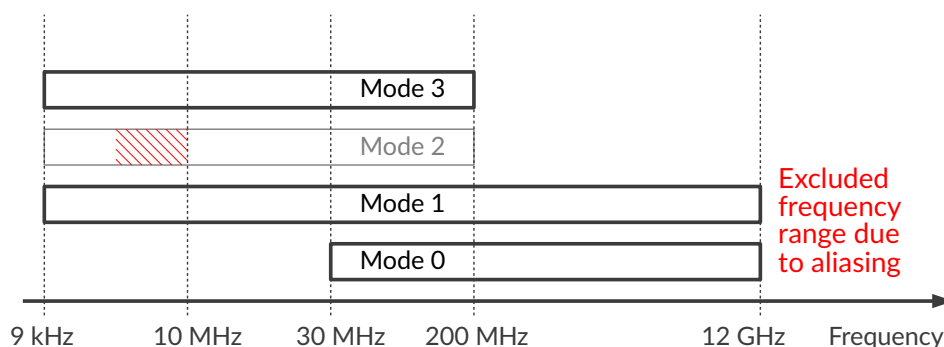 Mode 3
Mode 2
Mode 1
Mode 0
Excluded
frequency
range due
to aliasing
9 kHz
10 MHz
30 MHz
200 MHz
12 GHz
Frequency